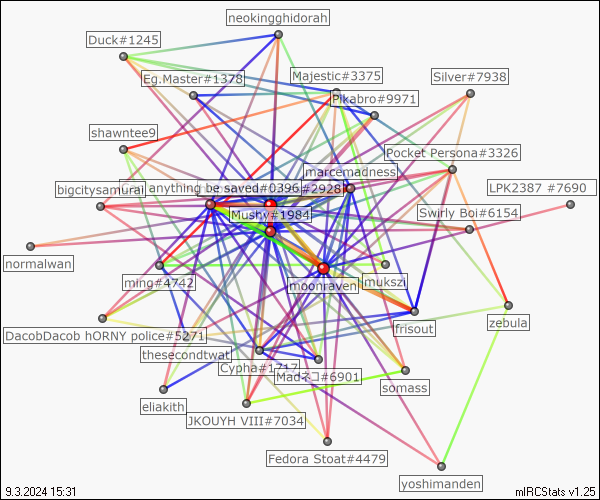 neokingghidorah
Duck#1245
Eg.Master#1378
Majestic#3375
Silver#7938
Pikabro#9971
shawntee9
Pocket Persona#3326
marcemadness
bigcitysamurai
anything be saved#0396
#2928
LPK2387 #7690
Mushy#1984
Swirly Boi#6154
normalwan
ming#4742
moonraven
mukszi
DacobDacob hORNY police#5271
frisout
zebula
thesecondtwat
Cypha#1717
Madネコ#6901
somass
eliakith
JKOUYH VIII#7034
Fedora Stoat#4479
yoshimanden
9.3.2024 15:31
mIRCStats v1.25